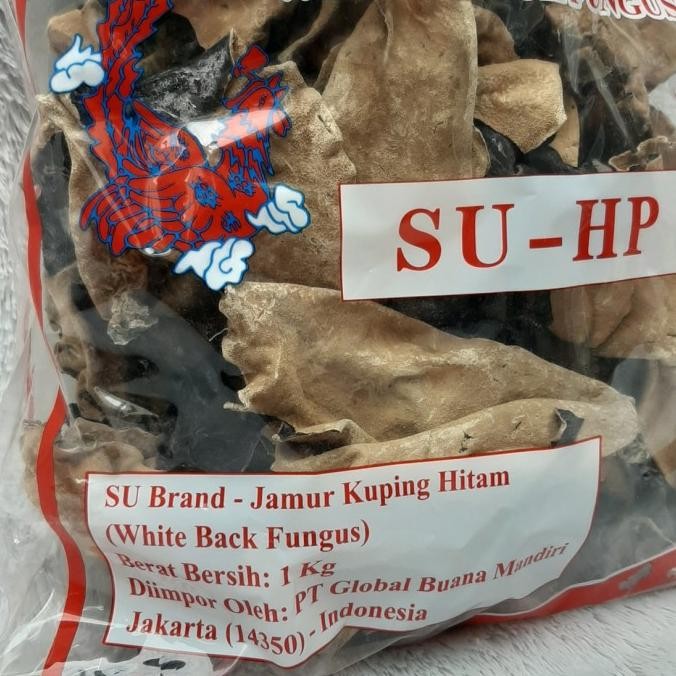 FUNGUS
SU-HP
SU Brand - Jamur Kuping Hitam
(White Back Fungus)
Berat Bersih: 1 Kg
Diimpor Oleh: PT Global Buana Mandiri
Jakarta (14350) - Indonesia